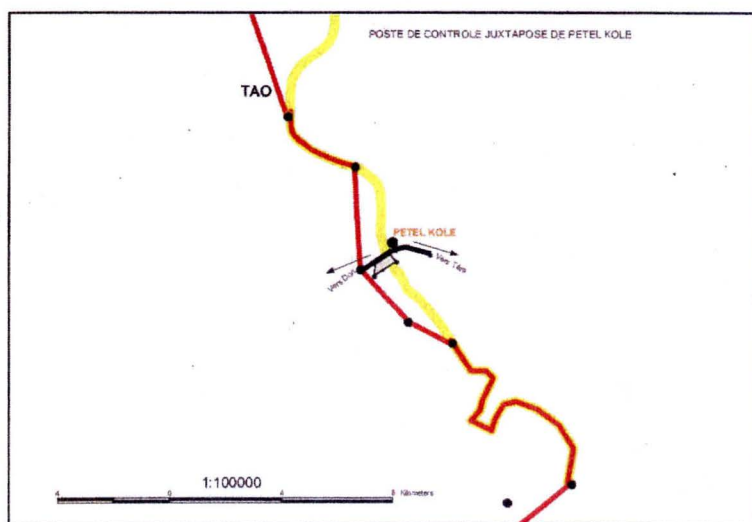 POSTE DE CONTROLE JUXTAPOSE DE PETEL KOLE
TAO
PETEL KOLE
Vers Téra
Vers Dori
1:100000
4 0 4 8 Kilometers